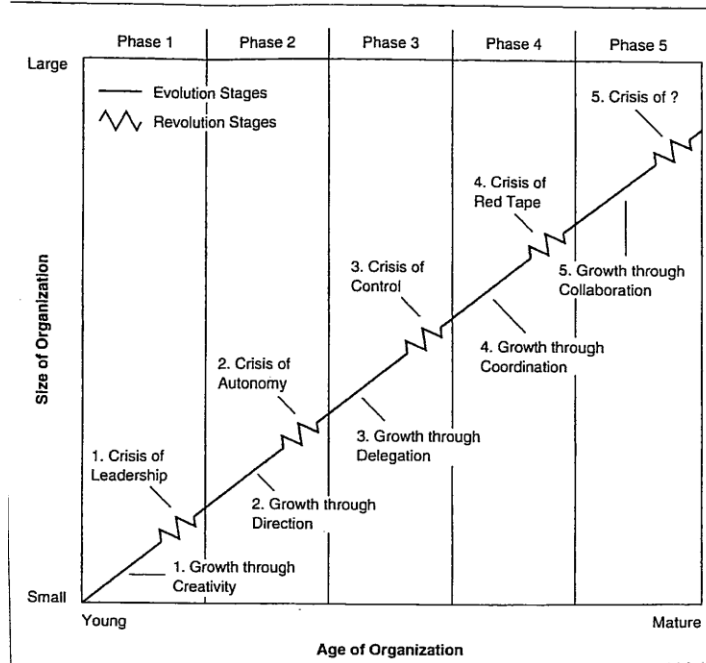 Phase 1
Phase 2
Phase 3
Phase 4
Phase 5
Large
Evolution Stages
Revolution Stages
5. Crisis of ?
4. Crisis of
Red Tape
3. Crisis of
Control
5. Growth through
Collaboration
2. Crisis of
Autonomy
4. Growth through
Coordination
1. Crisis of
Leadership
3. Growth through
Delegation
2. Growth through
Direction
1. Growth through
Creativity
Size of Organization
Small
Young
Mature
Age of Organization